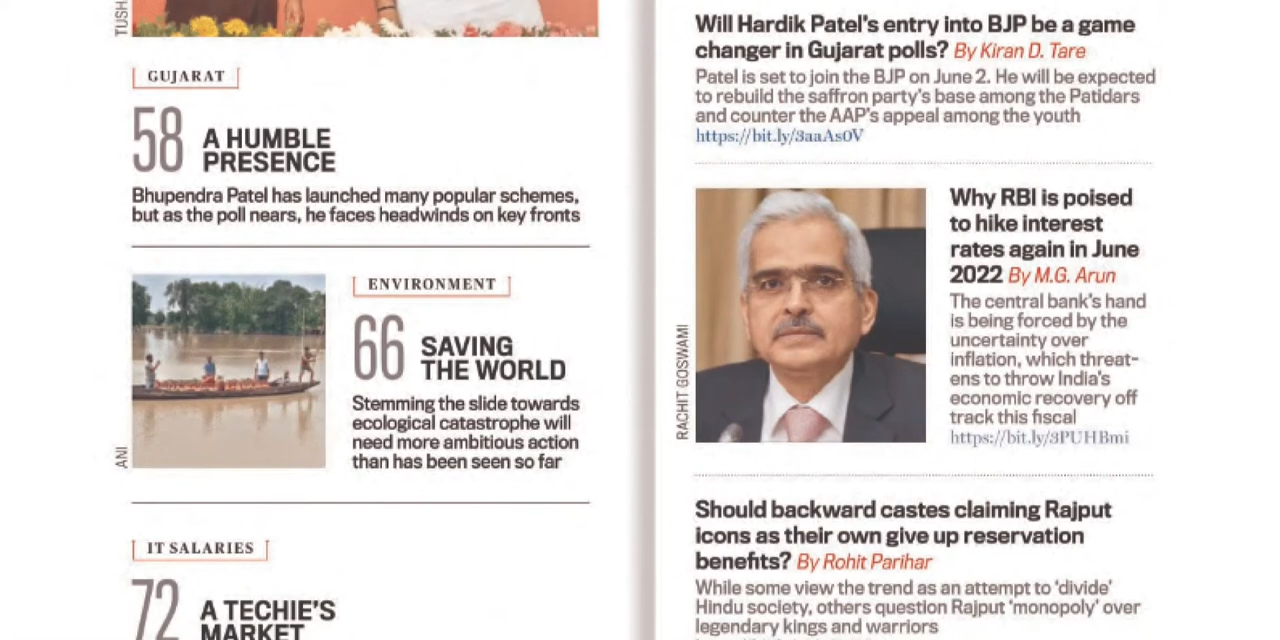 TUSH
GUJARAT
58
A HUMBLE
PRESENCE
Bhupendra Patel has launched many popular schemes,
but as the poll nears, he faces headwinds on key fronts
ANI
ENVIRONMENT
66
SAVING
THE WORLD
Stemming the slide towards
ecological catastrophe will
need more ambitious action
than has been seen so far
IT SALARIES
72
A TECHIE'S
MARKET
Will Hardik Patel's entry into BJP be a game
changer in Gujarat polls? By Kiran D. Tare
Patel is set to join the BJP on June 2. He will be expected
to rebuild the saffron party's base among the Patidars
and counter the AAP's appeal among the youth
https://bit.ly/3aaAs0V
RACHIT GOSWAMI
Why RBI is poised
to hike interest
rates again in June
2022 By M.G. Arun
The central bank's hand
is being forced by the
uncertainty over
inflation, which threat-
ens to throw India's
economic recovery off
track this fiscal
https://bit.ly/3PUHBmi
Should backward castes claiming Rajput
icons as their own give up reservation
benefits? By Rohit Parihar
While some view the trend as an attempt to 'divide'
Hindu society, others question Rajput 'monopoly' over
legendary kings and warriors